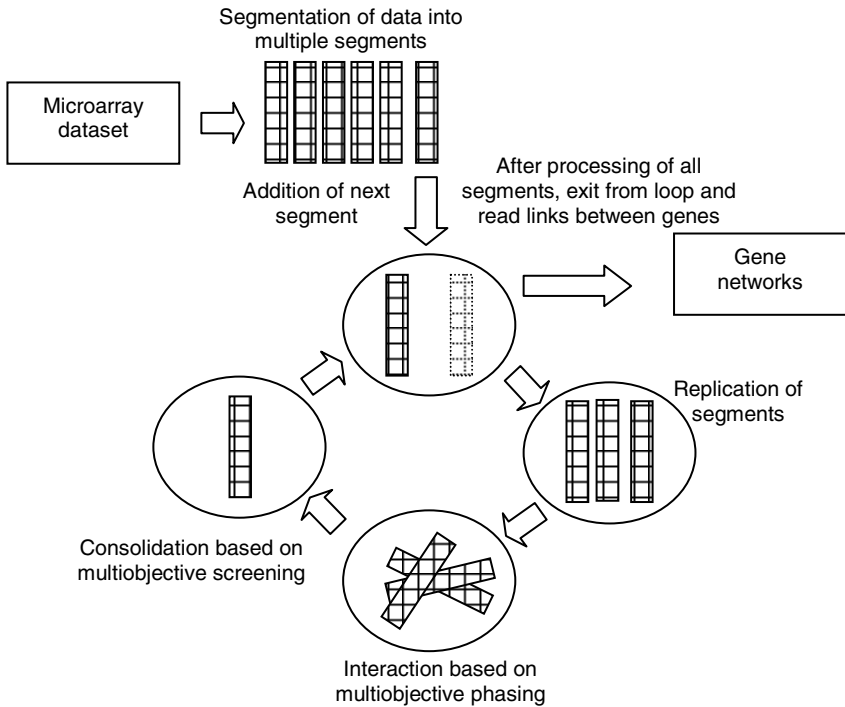 Segmentation of data into
multiple segments
Microarray
dataset
Addition of next
segment
After processing of all
segments, exit from loop and
read links between genes
Gene
networks
Replication of
segments
Consolidation based on
multiobjective screening
Interaction based on
multiobjective phasing